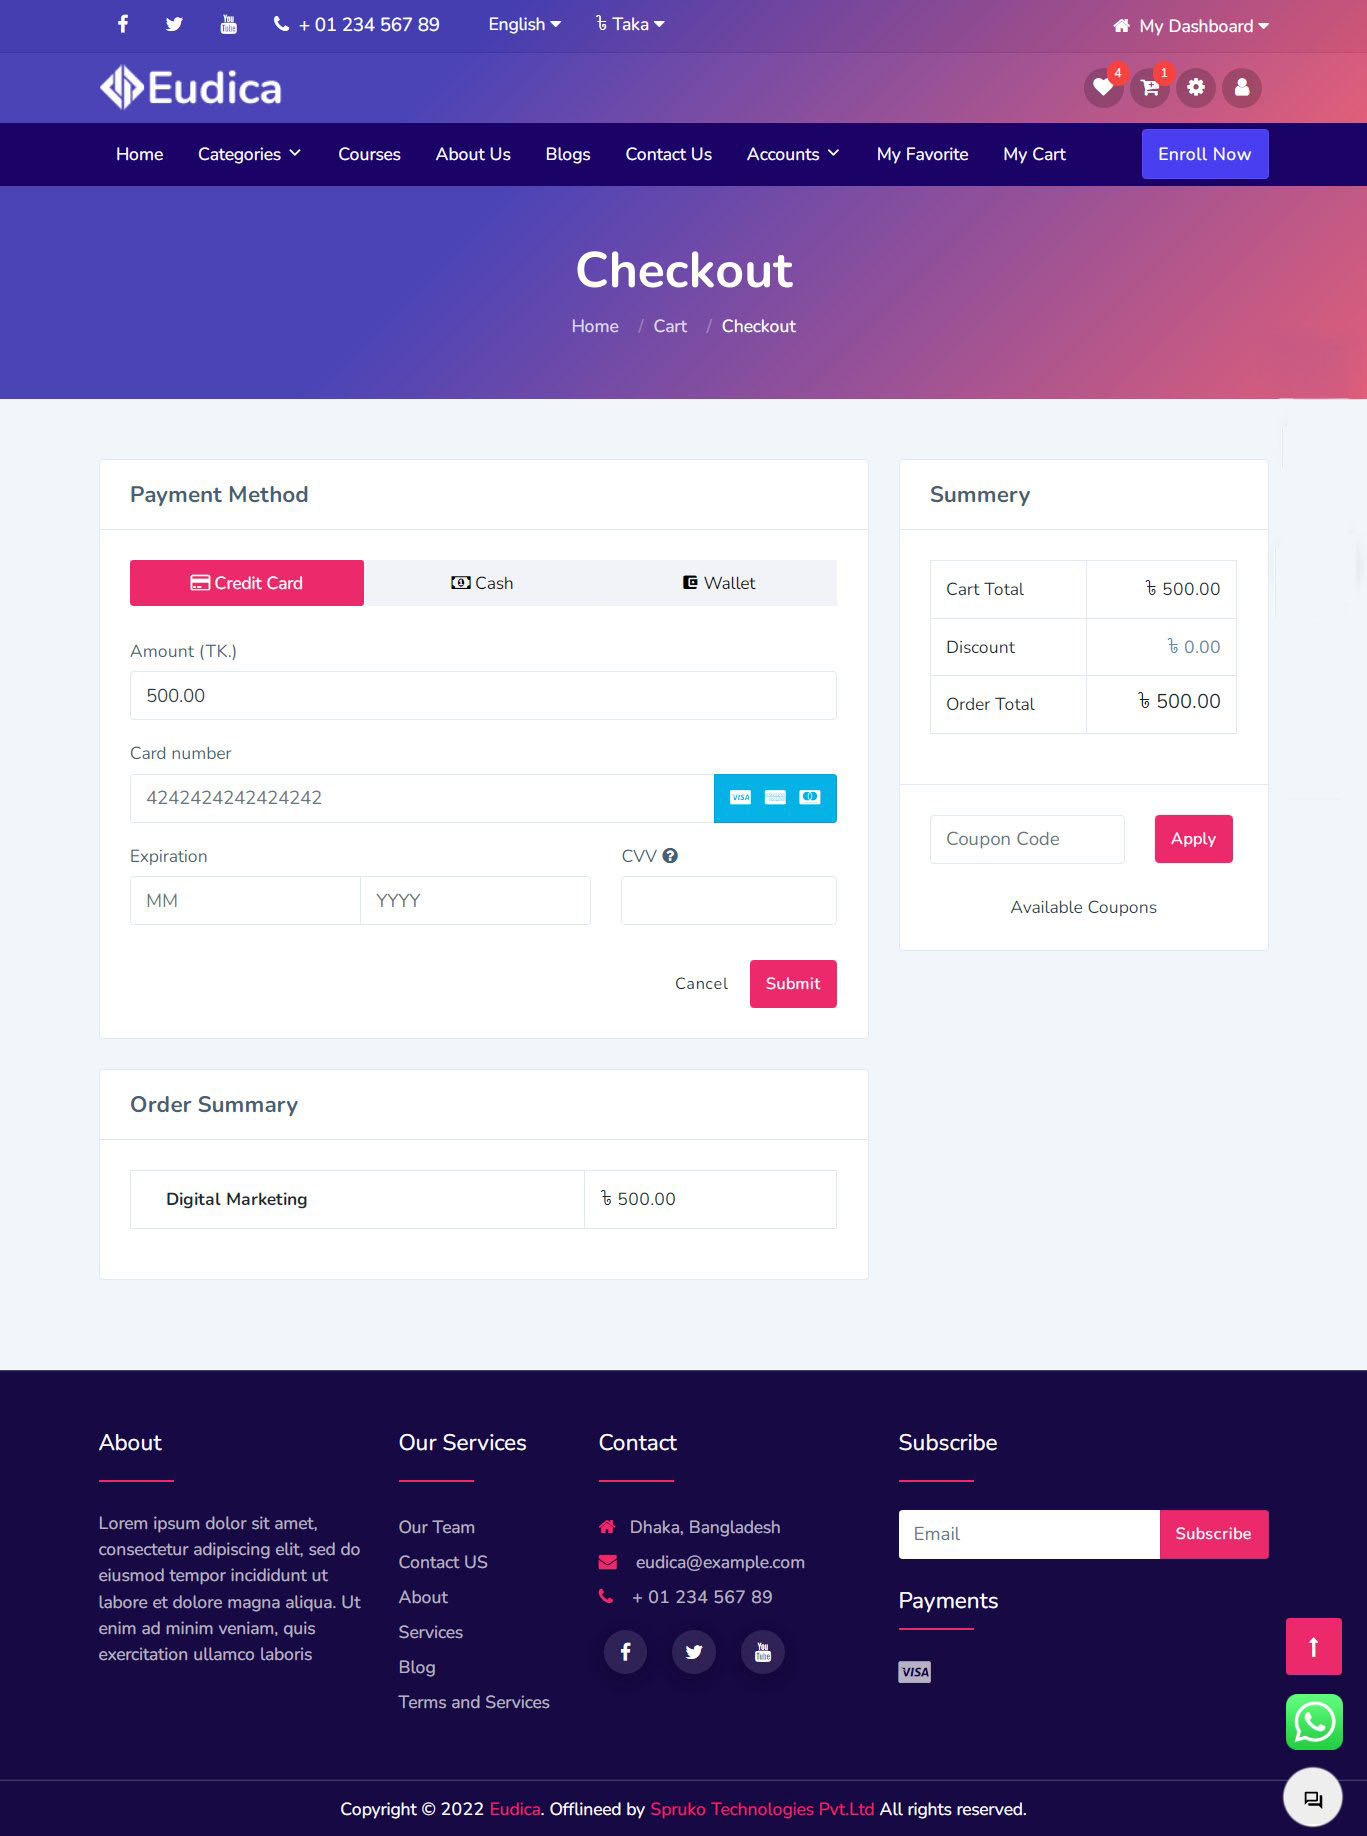 + 01 234 567 89 English ৳ Taka My Dashboard
Eudica 4 1
Home Categories Courses About Us Blogs Contact Us Accounts My Favorite My Cart Enroll Now
Checkout
Home / Cart / Checkout
Payment Method
Credit Card Cash Wallet
Amount (TK.)
500.00
Card number
4242424242424242 VISA
Expiration CVV
MM YYYY
Cancel Submit
Summery
Cart Total ৳ 500.00
Discount ৳ 0.00
Order Total ৳ 500.00
Coupon Code Apply
Available Coupons
Order Summary
Digital Marketing ৳ 500.00
About
Lorem ipsum dolor sit amet,
consectetur adipiscing elit, sed do
eiusmod tempor incididunt ut
labore et dolore magna aliqua. Ut
enim ad minim veniam, quis
exercitation ullamco laboris
Our Services
Our Team
Contact US
About
Services
Blog
Terms and Services
Contact
Dhaka, Bangladesh
eudica@example.com
+ 01 234 567 89
You Tube
Subscribe
Email Subscribe
Payments
VISA
Copyright © 2022 Eudica. Offlineed by Spruko Technologies Pvt.Ltd All rights reserved.